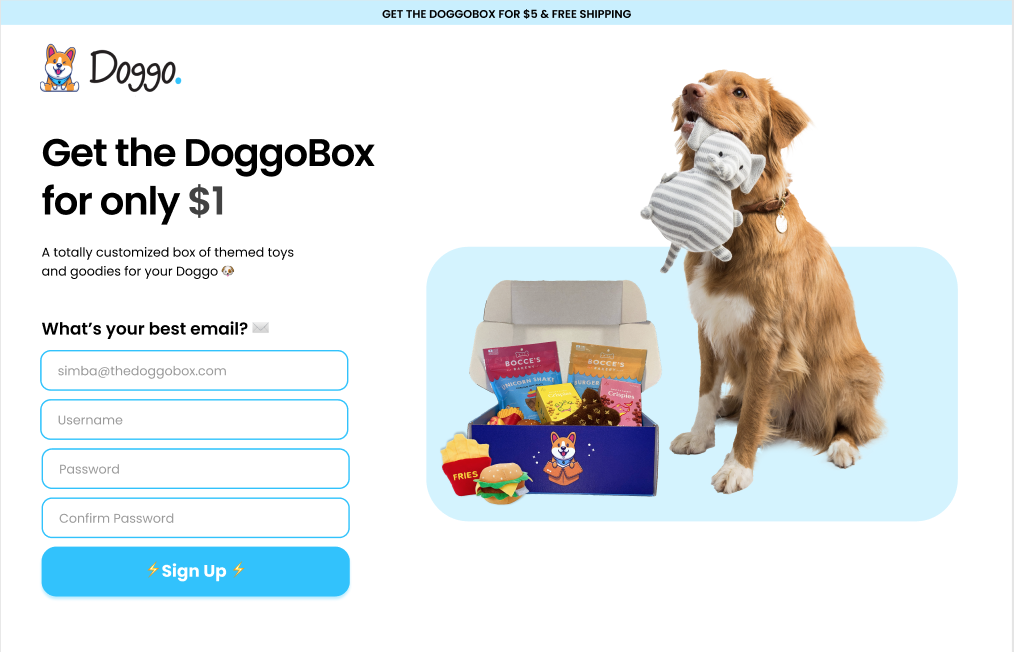 GET THE DOGGOBOX FOR $5 & FREE SHIPPING
Doggo.
Get the DoggoBox
for only $1
A totally customized box of themed toys
and goodies for your Doggo 🐶
What’s your best email? ✉️
simba@thedoggobox.com
Username
Password
Confirm Password
⚡Sign Up ⚡
BOCCE'S
BAKERY
UNICORN SHAKE
BOCCE'S
BAKERY
BURGER
Crispies
FRIES